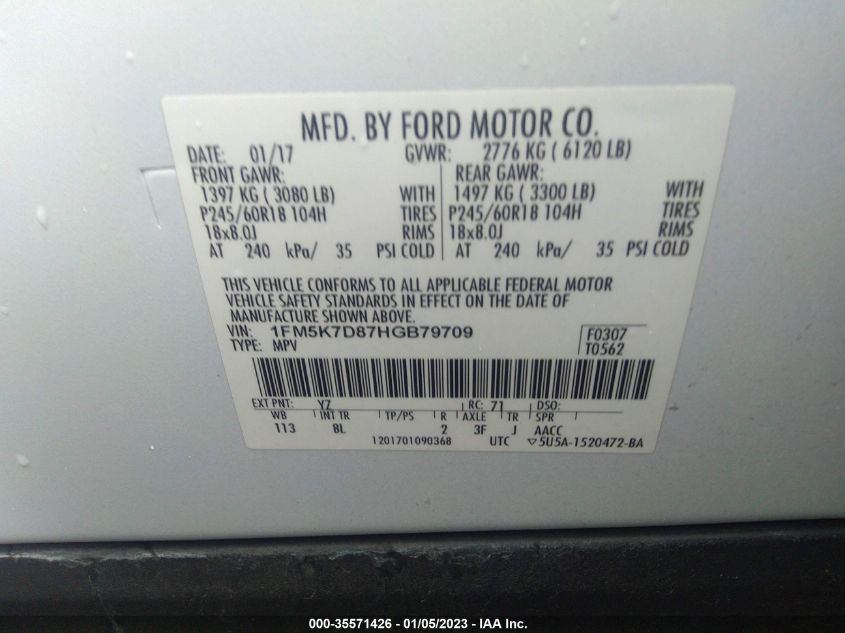 MFD. BY FORD MOTOR CO.
DATE: 01/17 GVWR: 2776 KG ( 6120 LB)
FRONT GAWR: REAR GAWR:
1397 KG ( 3080 LB) WITH 1497 KG ( 3300 LB) WITH
P245/60R18 104H TIRES P245/60R18 104H TIRES
18x8.0J RIMS 18x8.0J RIMS
AT 240 kPa/ 35 PSI COLD AT 240 kPa/ 35 PSI COLD
THIS VEHICLE CONFORMS TO ALL APPLICABLE FEDERAL MOTOR
VEHICLE SAFETY STANDARDS IN EFFECT ON THE DATE OF
MANUFACTURE SHOWN ABOVE.
VIN: 1FM5K7D87HGB79709 F0307
TYPE: MPV T0562
EXT PNT: YZ RC: 71 DSO:
WB INT TR TP/PS R AXLE TR SPR
113 8L 2 3F J AACC
1201701090368 UTC ▽5U5A-1520472-BA
000-35571426 - 01/05/2023 - IAA Inc.